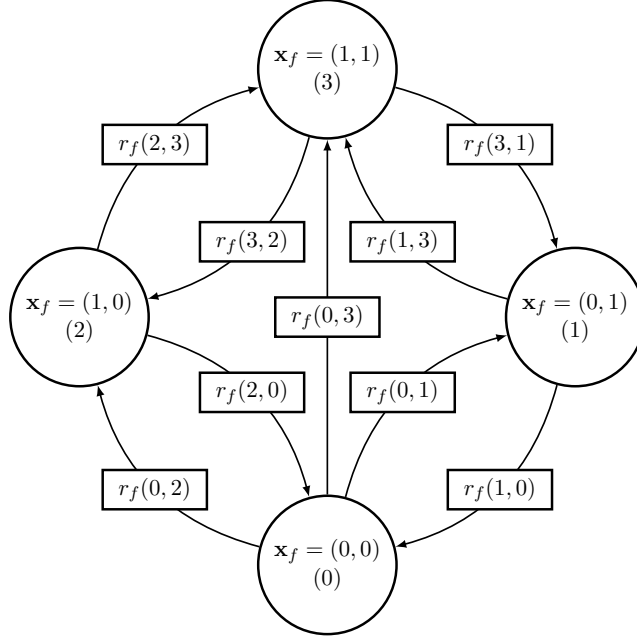 𝐱_f = (1, 1)
(3)
r_f(2, 3)
r_f(3, 1)
r_f(3, 2)
r_f(1, 3)
𝐱_f = (1, 0)
(2)
r_f(0, 3)
𝐱_f = (0, 1)
(1)
r_f(2, 0)
r_f(0, 1)
r_f(0, 2)
r_f(1, 0)
𝐱_f = (0, 0)
(0)